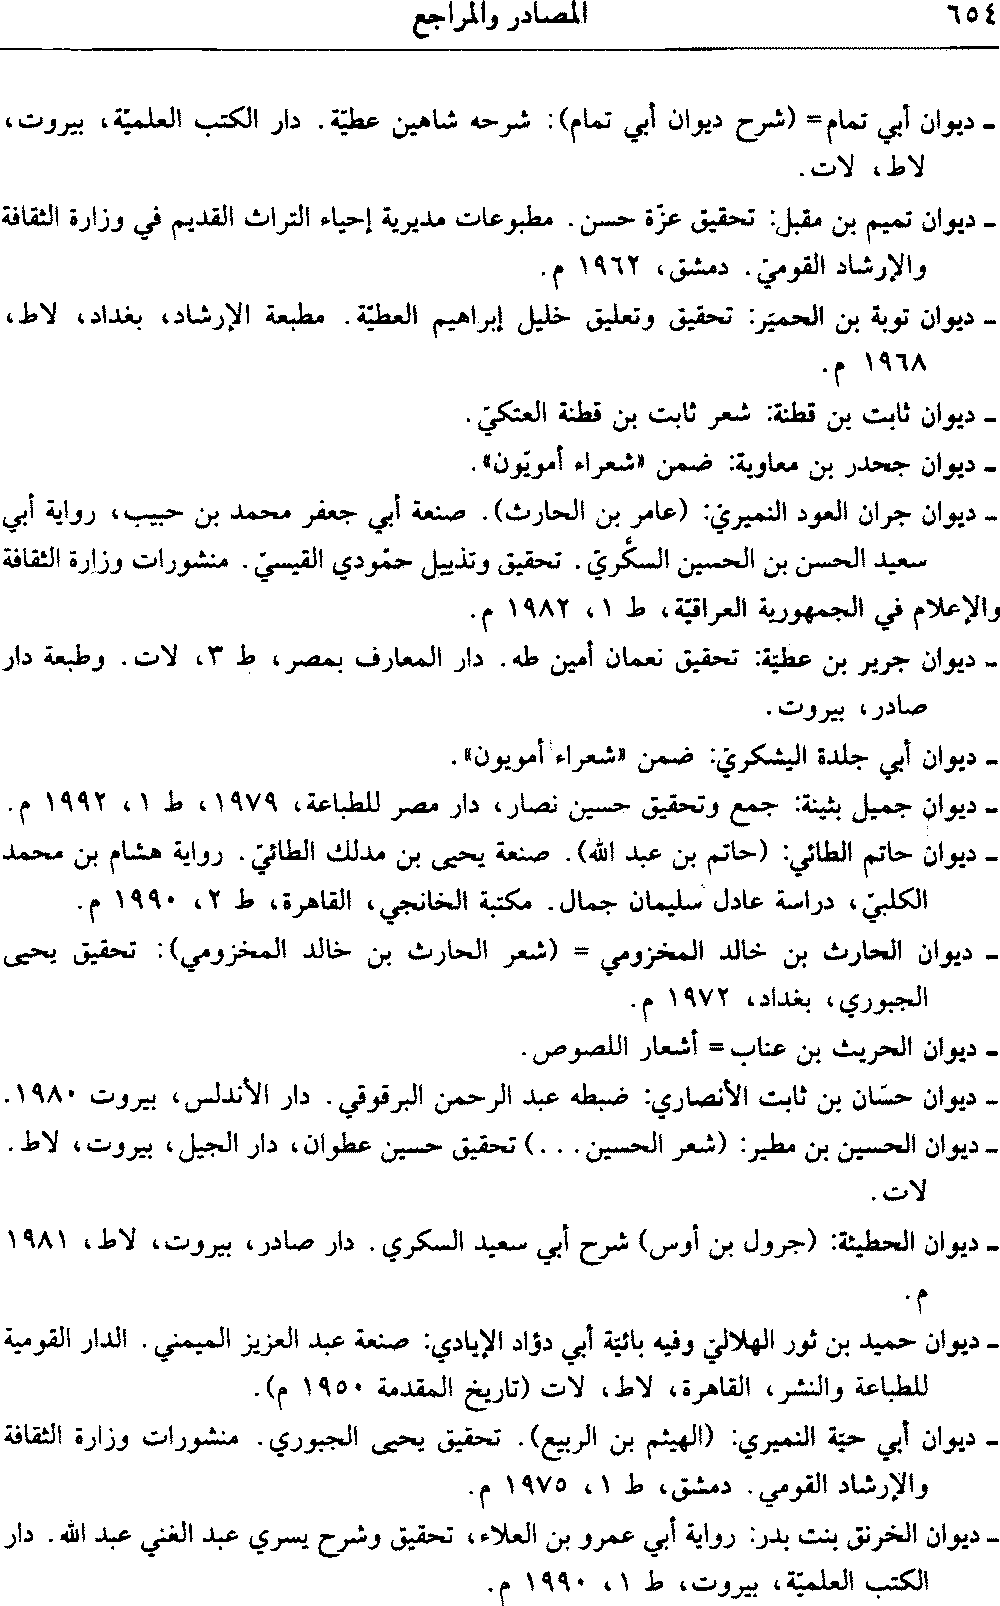 ٦٥٤ المصادر والمراجع
ـ ديوان أبي تمام= (شرح ديوان أبي تمام): شرحه شاهين عطيّة. دار الكتب العلميّة، بيروت،
لاط، لات.
ـ ديوان تميم بن مقبل: تحقيق عزّة حسن. مطبوعات مديرية إحياء التراث القديم في وزارة الثقافة
والإرشاد القوميّ. دمشق، ١٩٦٢ م.
ـ ديوان توبة بن الحميّر: تحقيق وتعليق خليل إبراهيم العطيّة. مطبعة الإرشاد، بغداد، لاط،
١٩٦٨ م.
ـ ديوان ثابت بن قطنة: شعر ثابت بن قطنة العتكيّ.
ـ ديوان جحدر بن معاوية: ضمن «شعراء أمويّون».
ـ ديوان جران العود النميريّ: (عامر بن الحارث). صنعة أبي جعفر محمد بن حبيب، رواية أبي
سعيد الحسن بن الحسين السكّريّ. تحقيق وتذييل حمّودي القيسيّ. منشورات وزارة الثقافة
والإعلام في الجمهورية العراقيّة، ط ١، ١٩٨٢ م.
ـ ديوان جرير بن عطيّة: تحقيق نعمان أمين طه. دار المعارف بمصر، ط ٣، لات. وطبعة دار
صادر، بيروت.
ـ ديوان أبي جلدة اليشكريّ: ضمن «شعراء أمويون».
ـ ديوان جميل بثينة: جمع وتحقيق حسين نصار، دار مصر للطباعة، ١٩٧٩، ط ١، ١٩٩٢ م.
ـ ديوان حاتم الطائي: (حاتم بن عبد الله). صنعة يحيى بن مدلك الطائيّ. رواية هشام بن محمد
الكلبيّ، دراسة عادل سليمان جمال. مكتبة الخانجي، القاهرة، ط ٢، ١٩٩٠ م.
ـ ديوان الحارث بن خالد المخزومي = (شعر الحارث بن خالد المخزومي): تحقيق يحيى
الجبوري، بغداد، ١٩٧٢ م.
ـ ديوان الحريث بن عناب= أشعار اللصوص.
ـ ديوان حسّان بن ثابت الأنصاري: ضبطه عبد الرحمن البرقوقي. دار الأندلس، بيروت ١٩٨٠.
ـ ديوان الحسين بن مطير: (شعر الحسين...) تحقيق حسين عطوان، دار الجيل، بيروت، لاط.
لات.
ـ ديوان الحطيئة: (جرول بن أوس) شرح أبي سعيد السكري. دار صادر، بيروت، لاط، ١٩٨١
م.
ـ ديوان حميد بن ثور الهلاليّ وفيه بائيّة أبي دؤاد الإيادي: صنعة عبد العزيز الميمني. الدار القومية
للطباعة والنشر، القاهرة، لاط، لات (تاريخ المقدمة ١٩٥٠ م).
ـ ديوان أبي حيّة النميري: (الهيثم بن الربيع). تحقيق يحيى الجبوري. منشورات وزارة الثقافة
والإرشاد القومي. دمشق، ط ١، ١٩٧٥ م.
ـ ديوان الخرنق بنت بدر: رواية أبي عمرو بن العلاء، تحقيق وشرح يسري عبد الغني عبد الله. دار
الكتب العلميّة، بيروت، ط ١، ١٩٩٠ م.